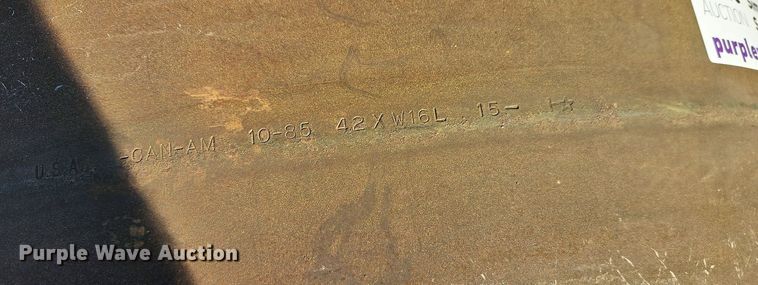 AUCTION
purple
U.S.A. -CAN-AM 10-85 42XW16L 15-
Purple Wave Auction